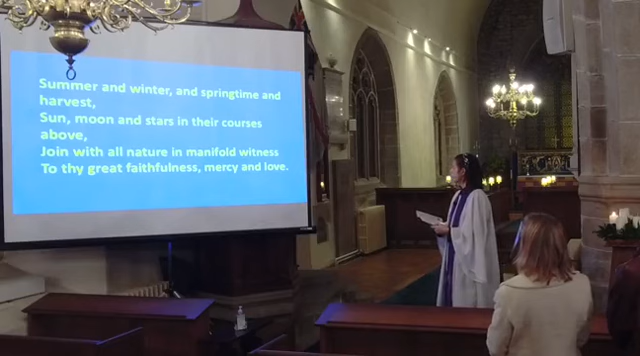 Summer and winter, and springtime and
harvest,
Sun, moon and stars in their courses
above,
Join with all nature in manifold witness
To thy great faithfulness, mercy and love.